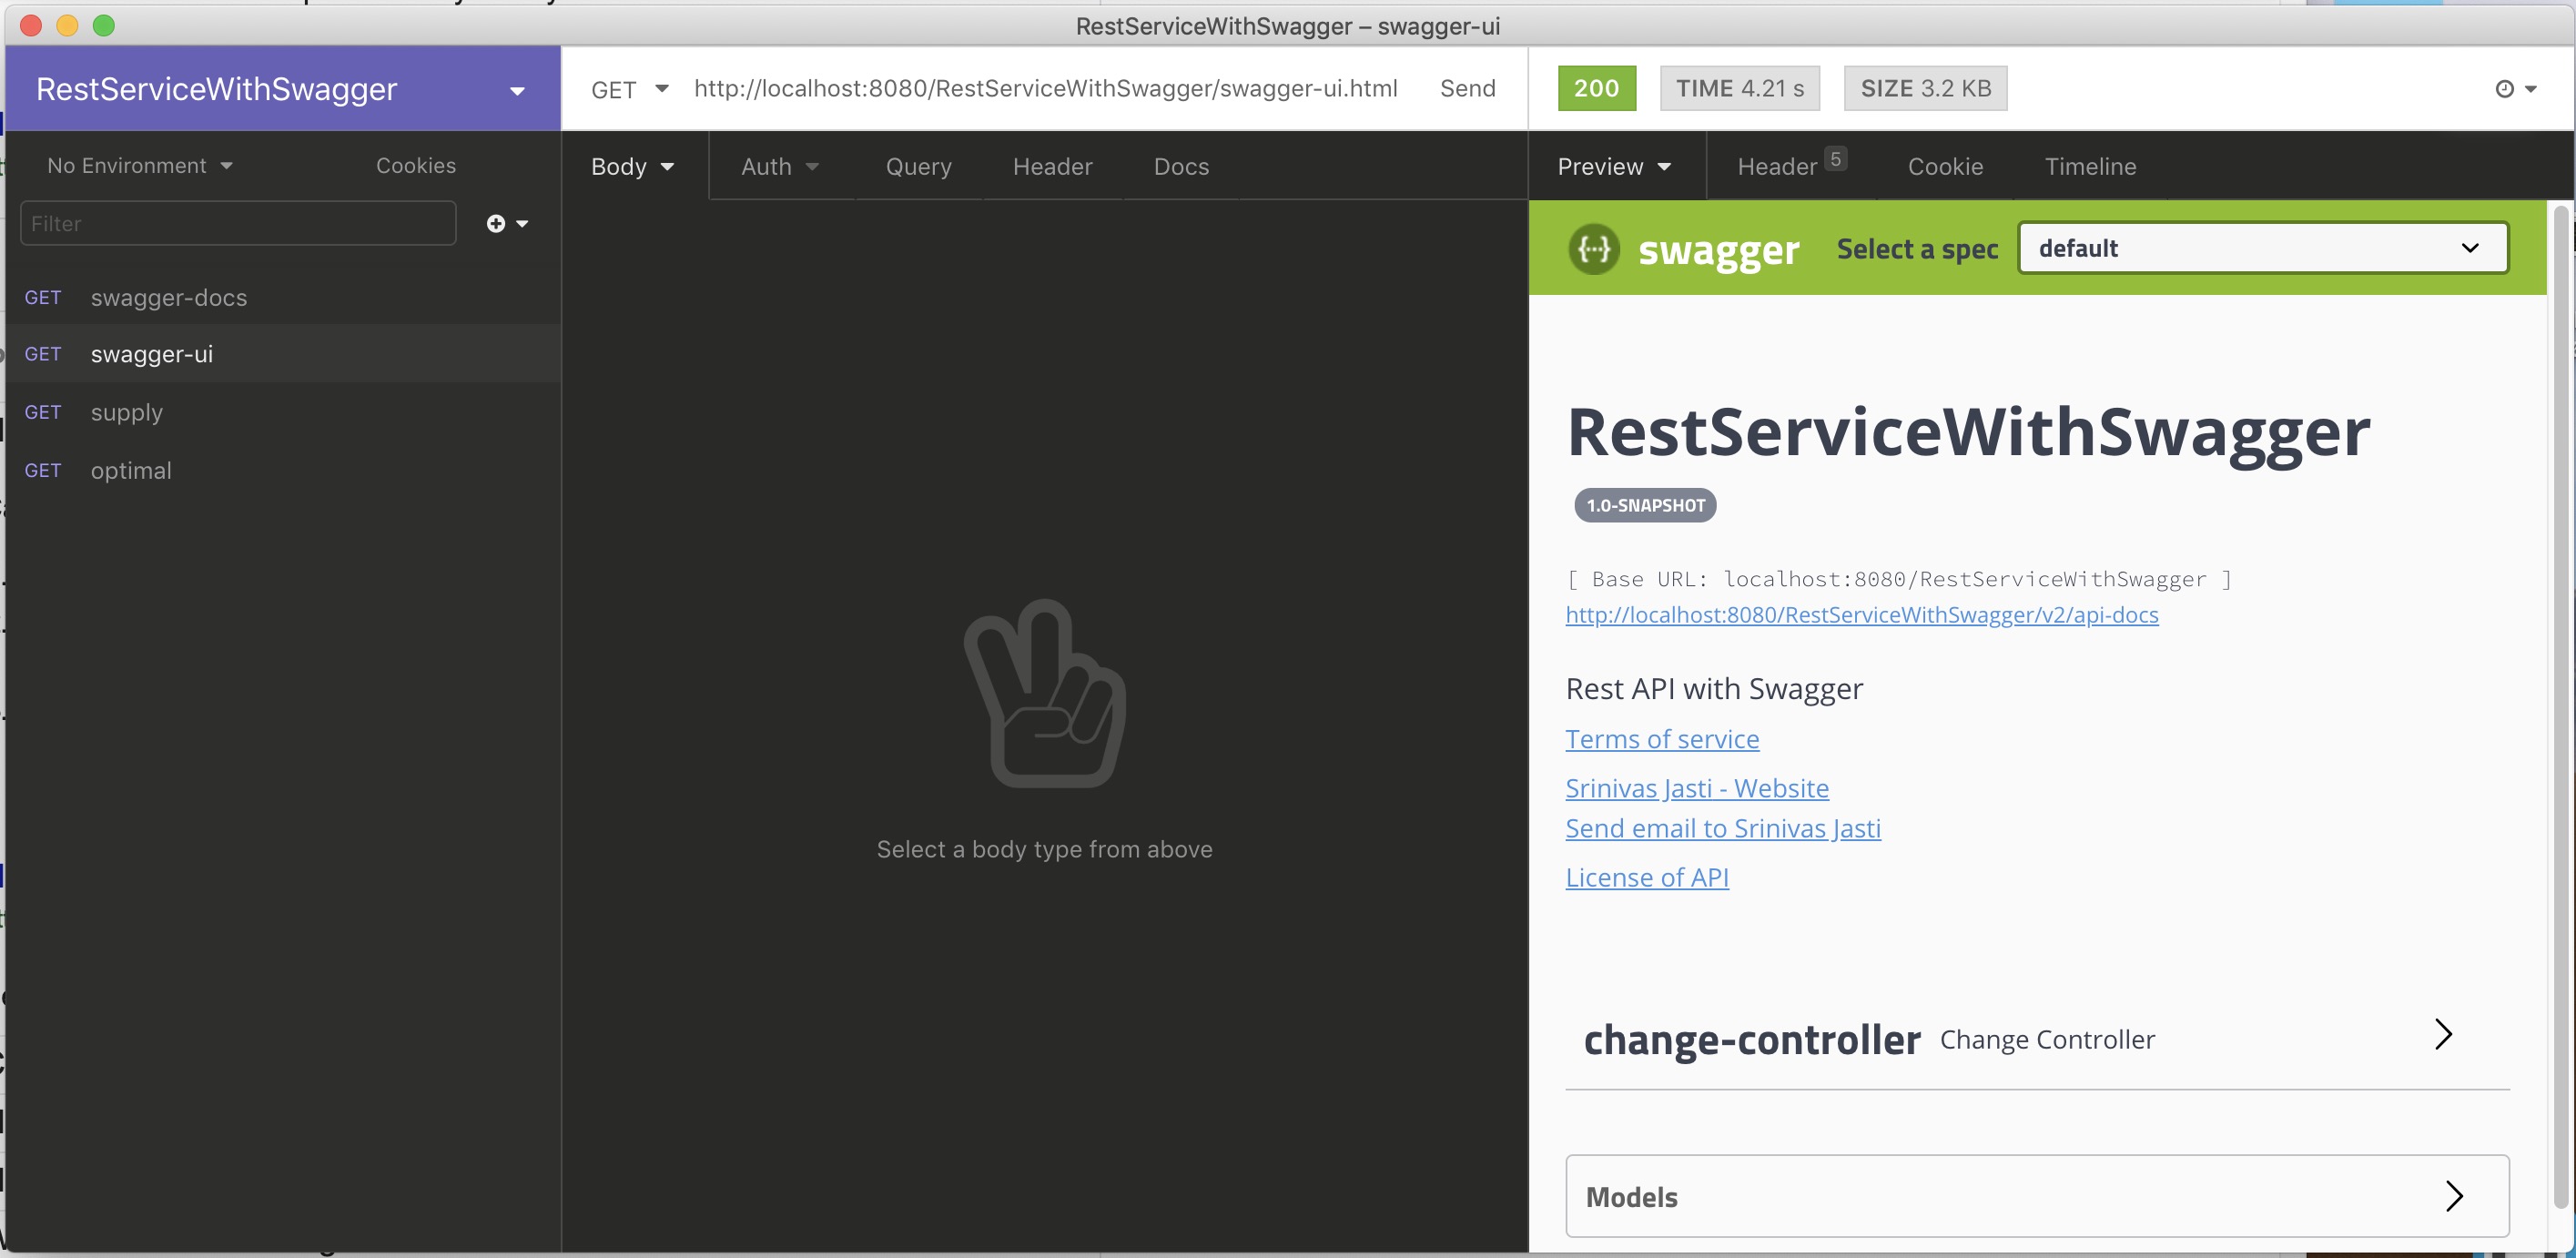 RestServiceWithSwagger – swagger-ui
RestServiceWithSwagger
GET http://localhost:8080/RestServiceWithSwagger/swagger-ui.html Send
200 TIME 4.21 s SIZE 3.2 KB
No Environment Cookies
Filter
GET swagger-docs
GET swagger-ui
GET supply
GET optimal
Body Auth Query Header Docs
Select a body type from above
Preview Header 5 Cookie Timeline
{···} swagger Select a spec default
RestServiceWithSwagger
1.0-SNAPSHOT
[ Base URL: localhost:8080/RestServiceWithSwagger ]
http://localhost:8080/RestServiceWithSwagger/v2/api-docs
Rest API with Swagger
Terms of service
Srinivas Jasti - Website
Send email to Srinivas Jasti
License of API
change-controller Change Controller
Models